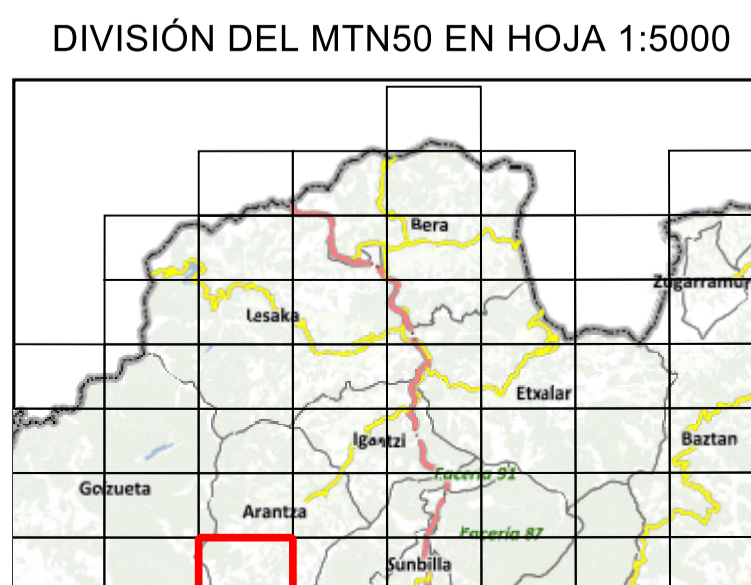 DIVISIÓN DEL MTN50 EN HOJA 1:5000
Bera
Zugarramur
Lesaka
Etxalar
Igantzi
Baztan
Facería 91
Goizueta
Arantza
Facería 87
Sunbilla